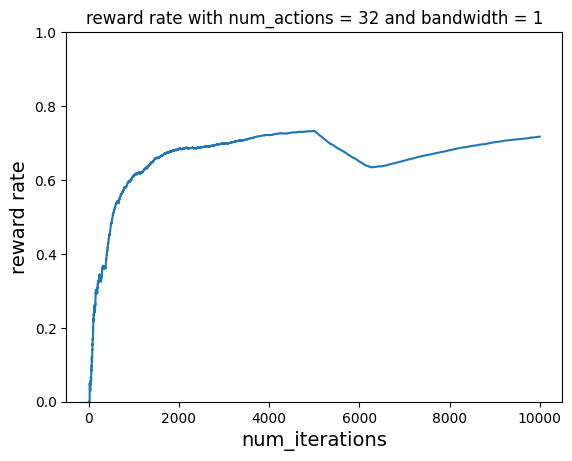 reward rate with num_actions = 32 and bandwidth = 1
1.0
0.8
0.6
0.4
0.2
0.0
reward rate
0 2000 4000 6000 8000 10000
num_iterations